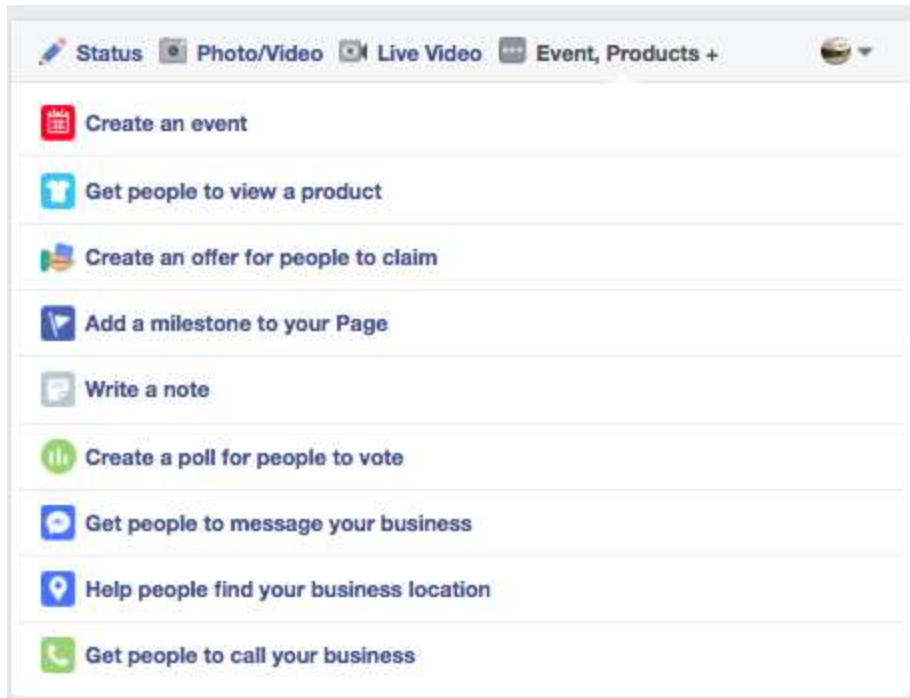 Status Photo/Video Live Video Event, Products +
Create an event
Get people to view a product
Create an offer for people to claim
Add a milestone to your Page
Write a note
Create a poll for people to vote
Get people to message your business
Help people find your business location
Get people to call your business